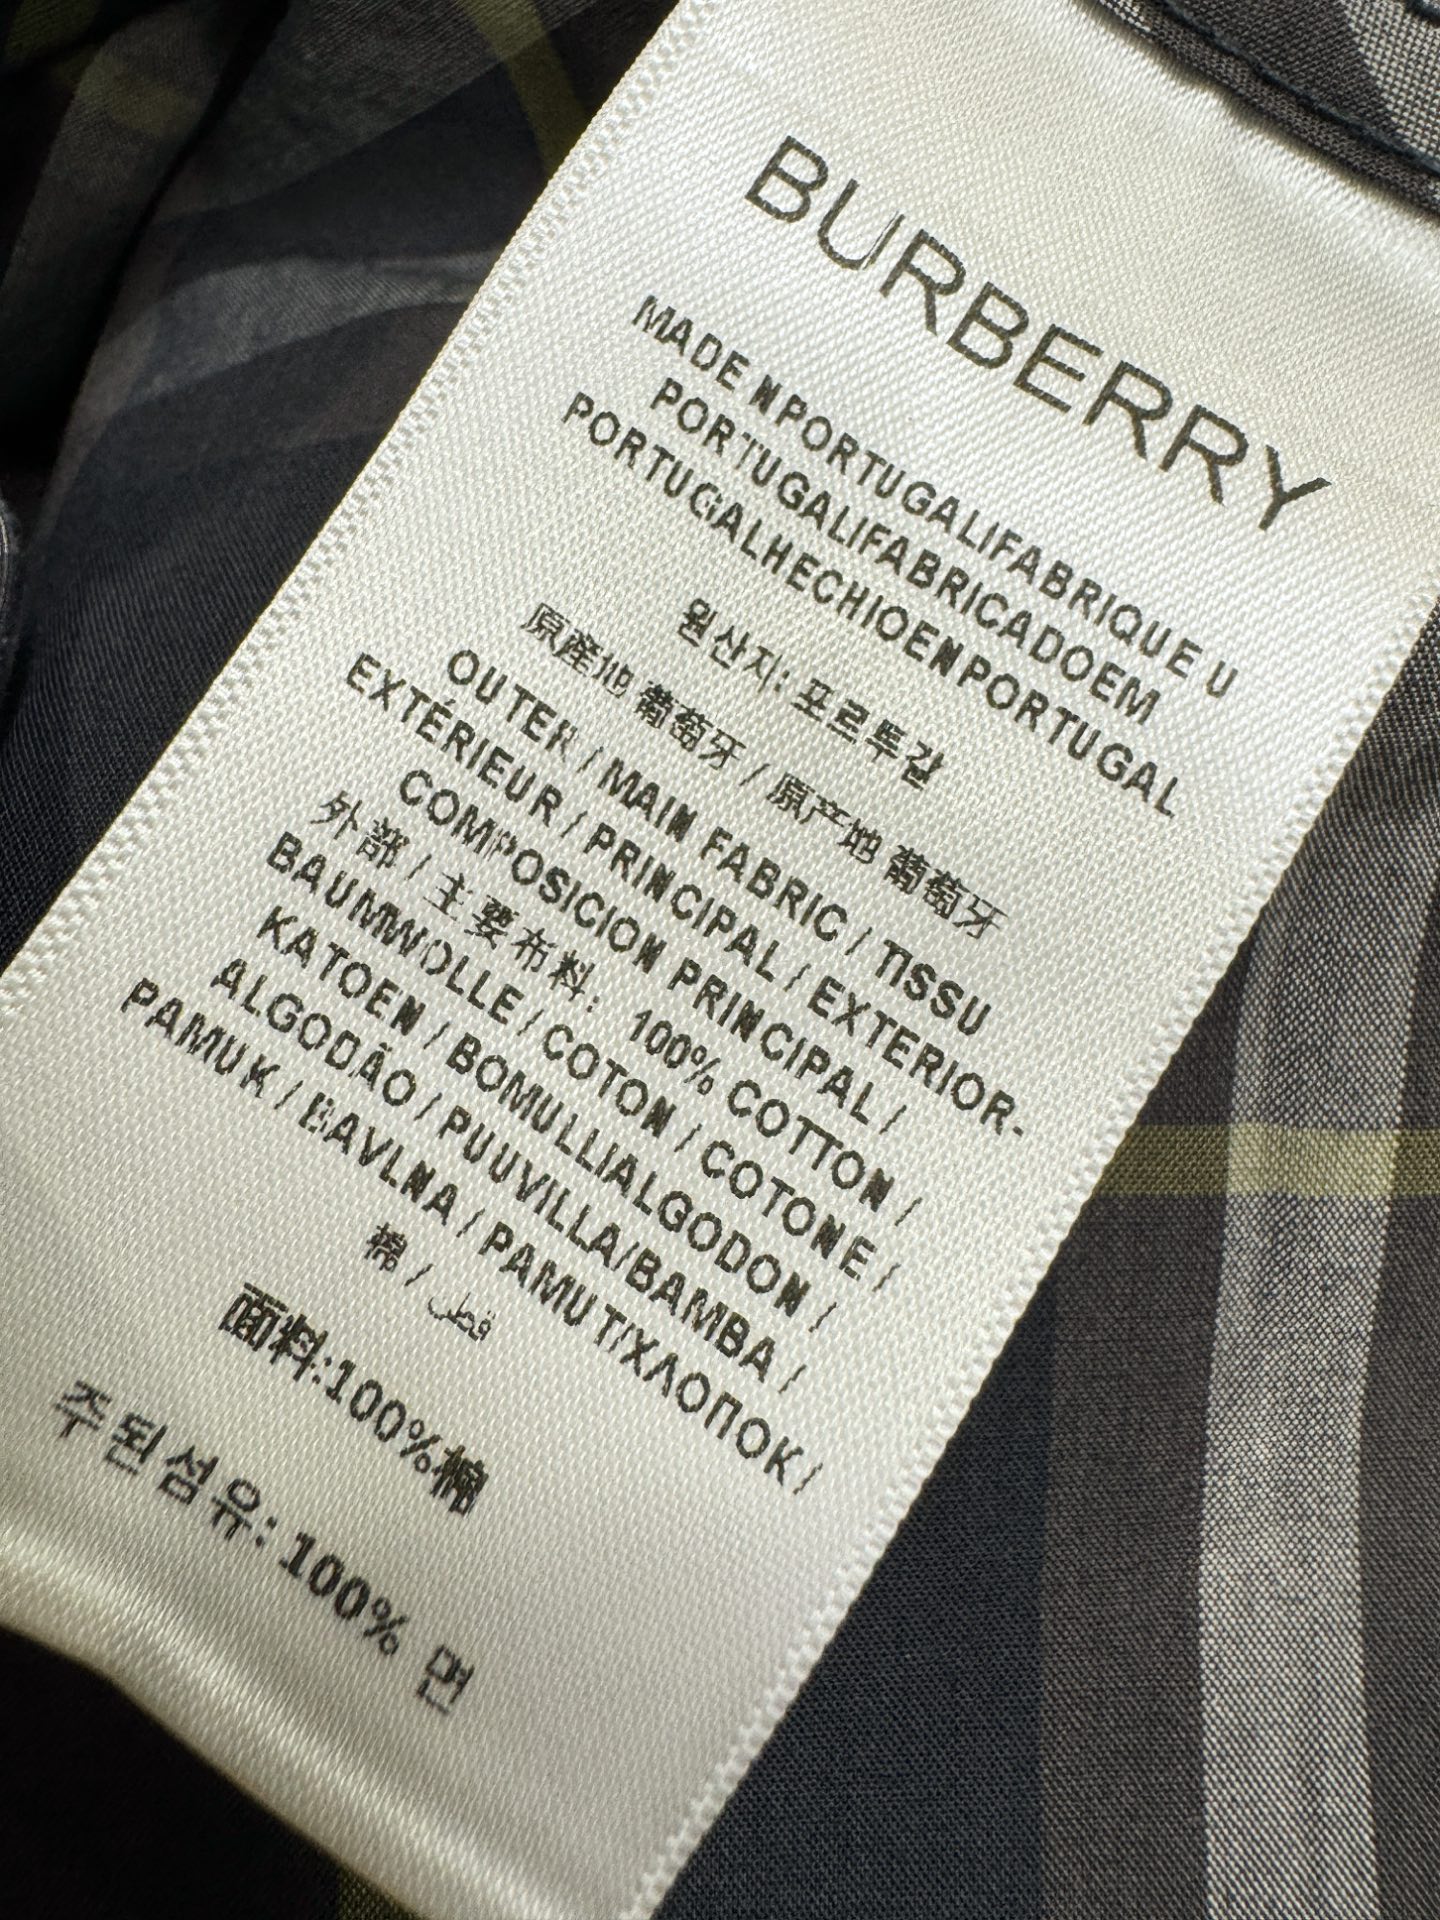 BURBERRY
MADE NPORTUGALIFABRIQUE U
PORTUGALIFABRICADOEM
PORTUGALHECHIOENPORTUGAL
원산지: 포르투갈
原産地 葡萄牙 / 原产地 葡萄牙
OUTER / MAIN FABRIC / TISSU
EXTÉRIEUR / PRINCIPAL / EXTERIOR-
COMPOSICION PRINCIPAL /
外部 / 主要布料: 100% COTTON /
BAUMWOLLE / COTON / COTONE /
KATOEN / BOMULLIALGODON /
ALGODÃO / PUUVILLA/BAMBA /
PAMUK / BAVLNA / PAMUT/ХЛОПОК /
棉 / قطن
面料:100%棉
주된섬유: 100% 면